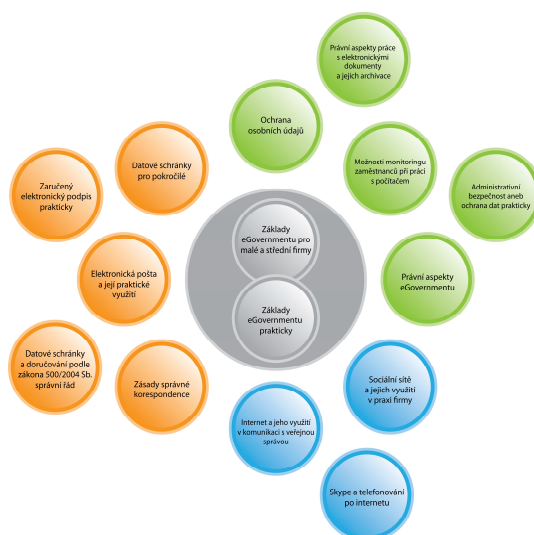 Právní aspekty práce
s elektronickými
dokumenty
a jejich archivace
Ochrana
osobních údajů
Datové schránky
pro pokročilé
Možnosti monitoringu
zaměstnanců při práci
s počítačem
Zaručený
elektronický podpis
prakticky
Administrativní
bezpečnost aneb
ochrana dat prakticky
Základy
eGovernmentu pro
malé a střední firmy
Elektronická pošta
a její praktické
využití
Právní aspekty
eGovernmentu
Základy
eGovernmentu
prakticky
Datové schránky
a doručování podle
zákona 500/2004 Sb.
správní řád
Zásady správné
korespondence
Sociální sítě
a jejich využití
v praxi firmy
Internet a jeho využití
v komunikaci s veřejnou
správou
Skype a telefonování
po internetu